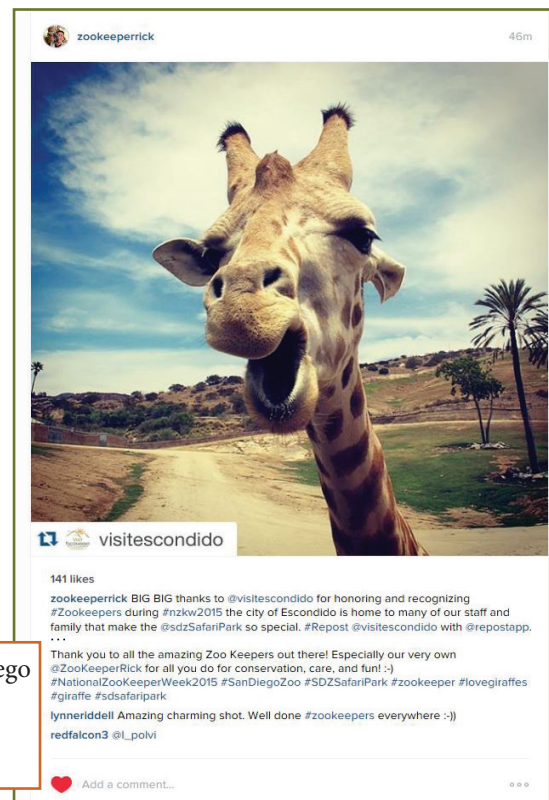 zookeeperrick
46m
visitescondido
141 likes
zookeeperrick BIG BIG thanks to @visitescondido for honoring and recognizing
#Zookeepers during #nzkw2015 the city of Escondido is home to many of our staff and
family that make the @sdzSafariPark so special. #Repost @visitescondido with @repostapp.
・・・
Thank you to all the amazing Zoo Keepers out there! Especially our very own
@ZooKeeperRick for all you do for conservation, care, and fun! :-)
#NationalZooKeeperWeek2015 #SanDiegoZoo #SDZSafariPark #zookeeper #lovegiraffes
#giraffe #sdsafaripark
lynneriddell Amazing charming shot. Well done #zookeepers everywhere :-))
redfalcon3 @l_polvi
ego
Add a comment...